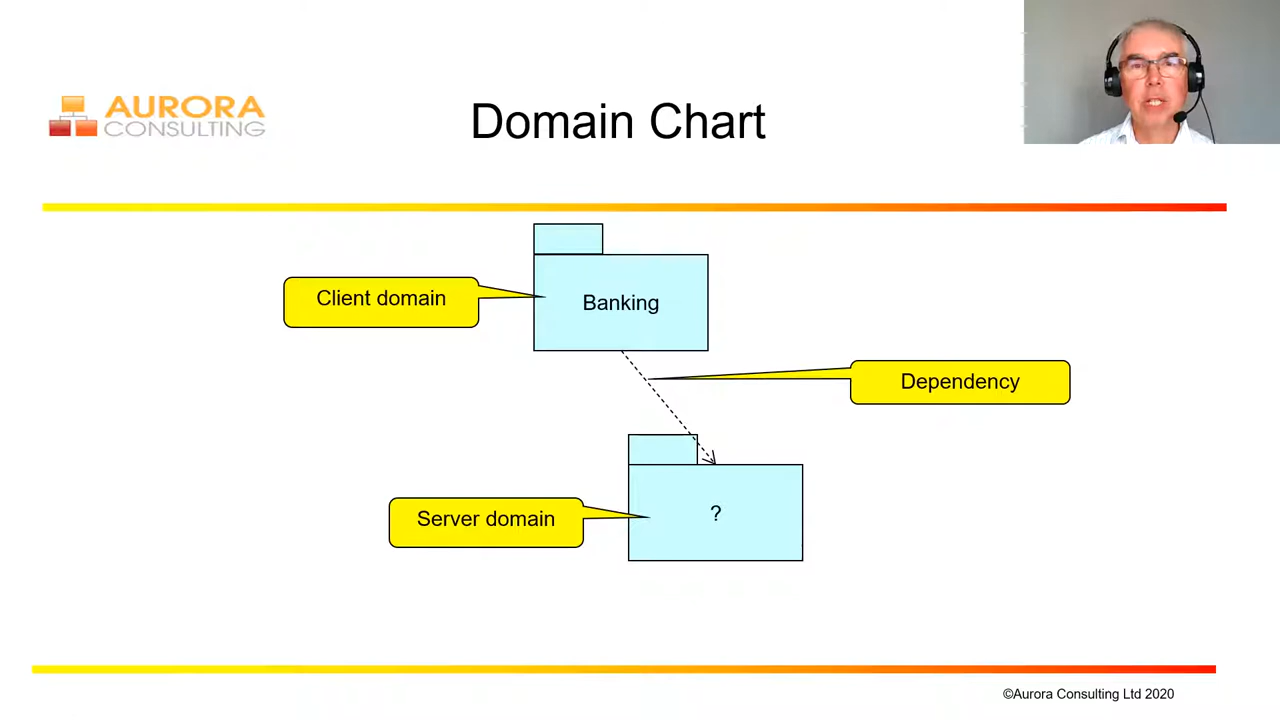 AURORA
CONSULTING
Domain Chart
Client domain
Banking
Dependency
Server domain
?
©Aurora Consulting Ltd 2020